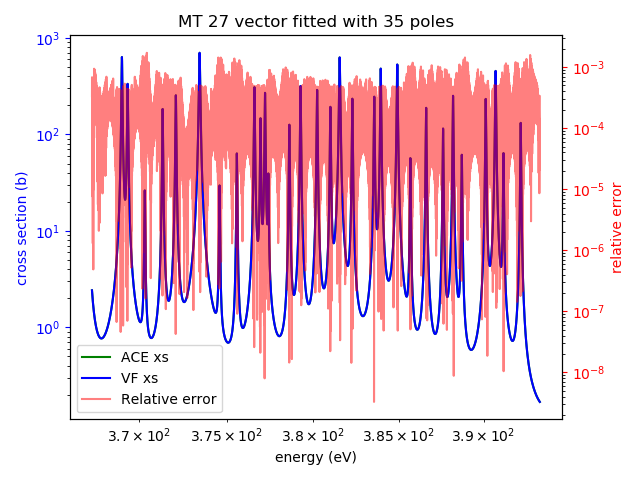 MT 27 vector fitted with 35 poles
10³
10²
10¹
10⁰
cross section (b)
10⁻³
10⁻⁴
10⁻⁵
10⁻⁶
10⁻⁷
10⁻⁸
relative error
ACE xs
VF xs
Relative error
3.7 × 10² 3.75 × 10² 3.8 × 10² 3.85 × 10² 3.9 × 10²
energy (eV)